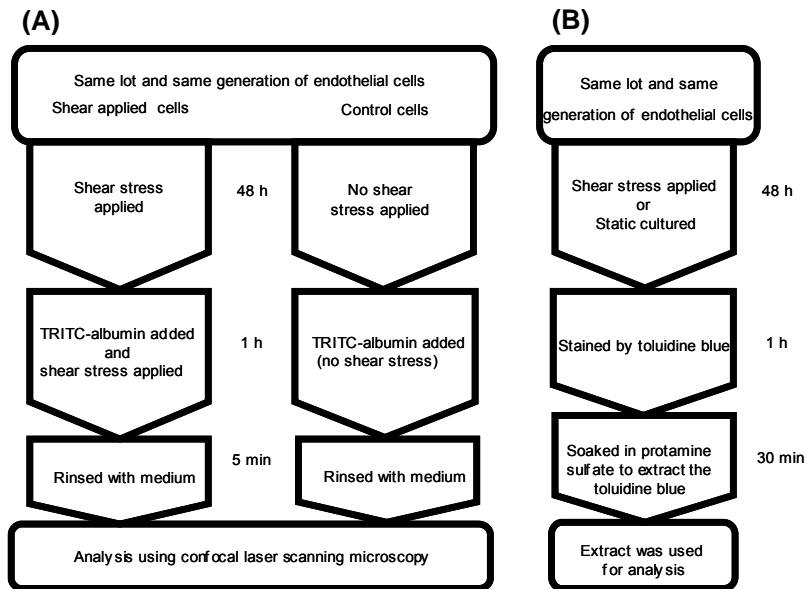 (A)
Same lot and same generation of endothelial cells
Shear applied cells
Control cells
Shear stress
applied
48 h
No shear
stress applied
TRITC-albumin added
and
shear stress applied
1 h
TRITC-albumin added
(no shear stress)
Rinsed with medium
5 min
Rinsed with medium
Analysis using confocal laser scanning microscopy
(B)
Same lot and same
generation of endothelial cells
Shear stress applied
or
Static cultured
48 h
Stained by toluidine blue
1 h
Soaked in protamine
sulfate to extract the
toluidine blue
30 min
Extract was used
for analysis